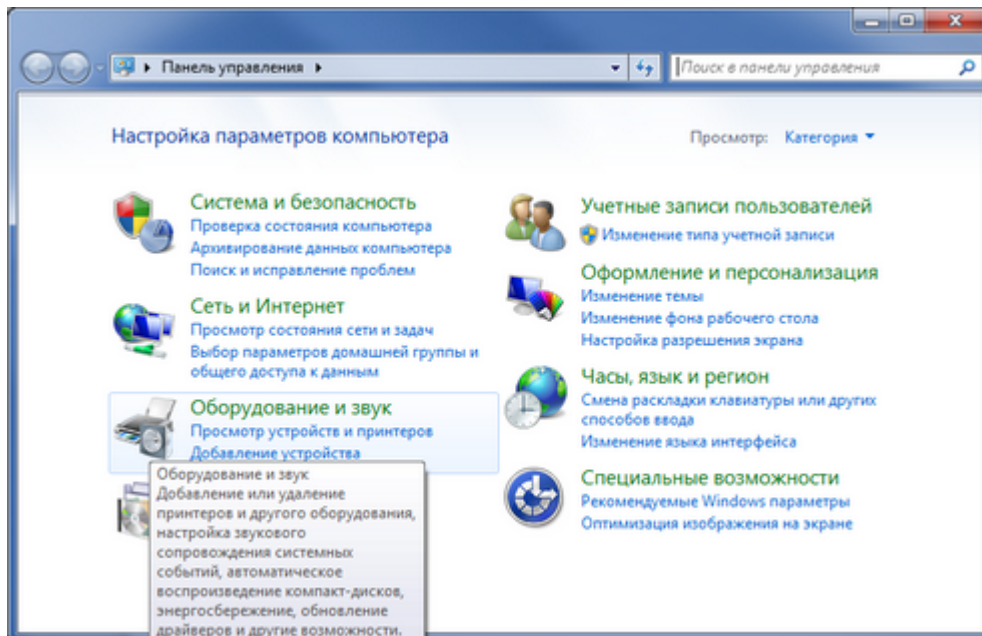 Панель управления
Поиск в панели управления
Настройка параметров компьютера
Просмотр: Категория
Система и безопасность
Проверка состояния компьютера
Архивирование данных компьютера
Поиск и исправление проблем
Сеть и Интернет
Просмотр состояния сети и задач
Выбор параметров домашней группы и
общего доступа к данным
Оборудование и звук
Просмотр устройств и принтеров
Добавление устройства
Оборудование и звук
Добавление или удаление
принтеров и другого оборудования,
настройка звукового
сопровождения системных
событий, автоматическое
воспроизведение компакт-дисков,
энергосбережение, обновление
драйверов и другие возможности.
Учетные записи пользователей
Изменение типа учетной записи
Оформление и персонализация
Изменение темы
Изменение фона рабочего стола
Настройка разрешения экрана
Часы, язык и регион
Смена раскладки клавиатуры или других
способов ввода
Изменение языка интерфейса
Специальные возможности
Рекомендуемые Windows параметры
Оптимизация изображения на экране